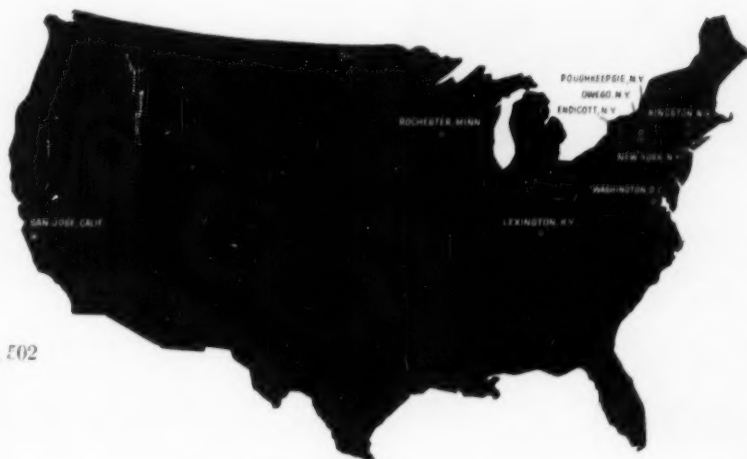 POUGHKEEPSIE, N.Y.
OWEGO, N.Y.
ENDICOTT, N.Y.
KINGSTON, N.Y.
ROCHESTER, MINN
NEW YORK, N.Y.
WASHINGTON, D.C.
SAN JOSE, CALIF.
LEXINGTON, KY
502